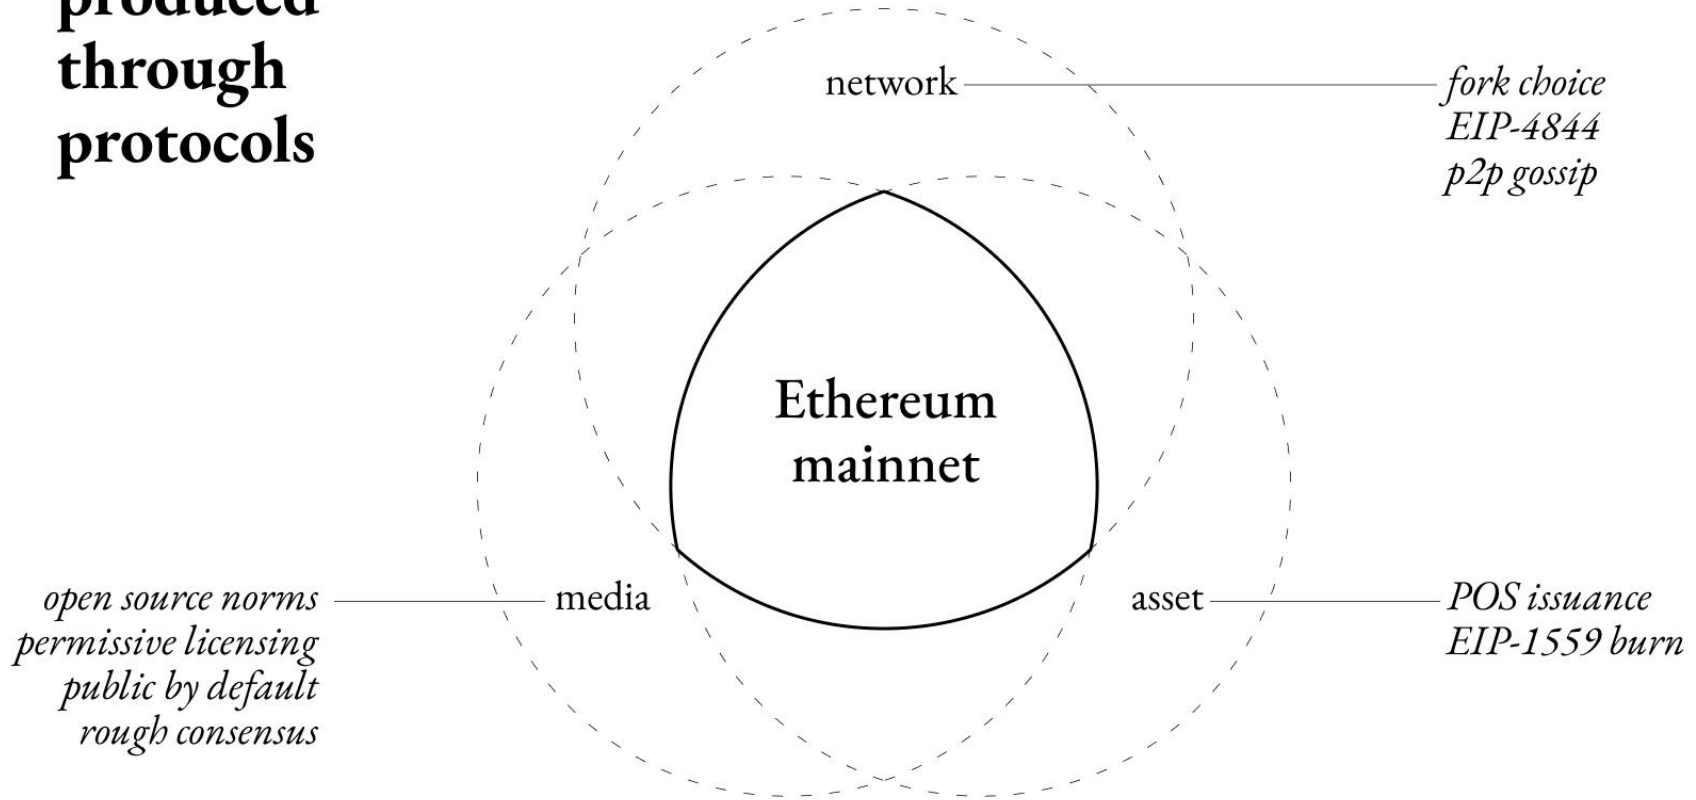 produced
through
protocols
network
fork choice
EIP-4844
p2p gossip
Ethereum
mainnet
media
open source norms
permissive licensing
public by default
rough consensus
asset
POS issuance
EIP-1559 burn